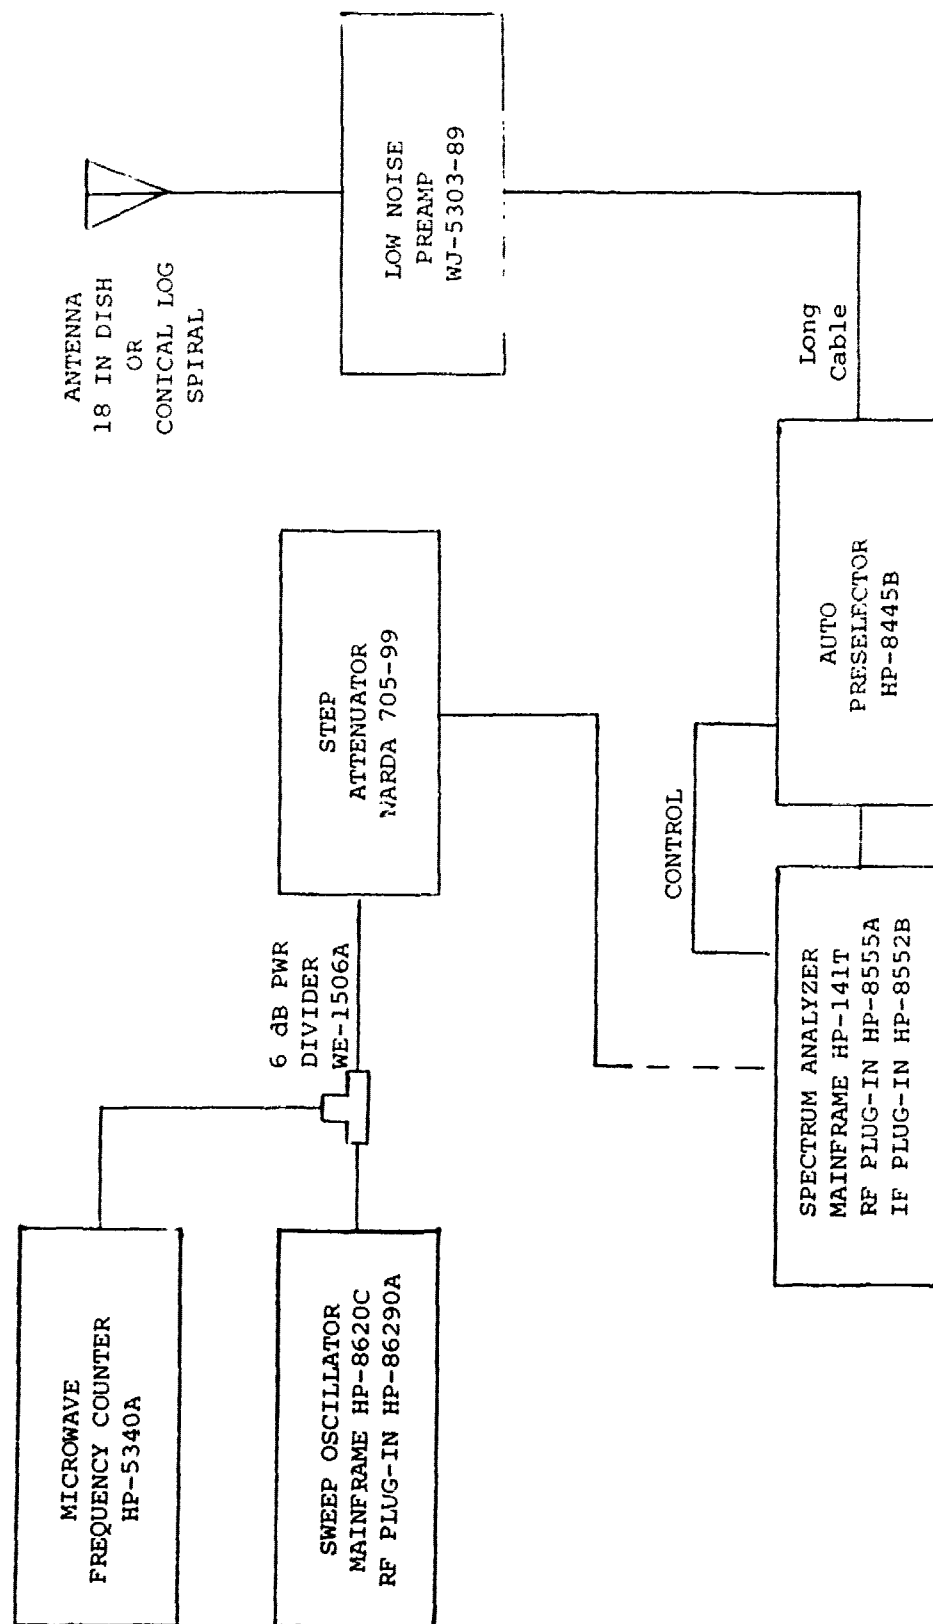 MICROWAVE
FREQUENCY COUNTER
HP-5340A
SWEEP OSCILLATOR
MAINFRAME HP-8620C
RF PLUG-IN HP-86290A
6 dB PWR
DIVIDER
WE-1506A
STEP
ATTENUATOR
NARDA 705-99
ANTENNA
18 IN DISH
OR
CONICAL LOG
SPIRAL
LOW NOISE
PREAMP
WJ-5303-89
Long
Cable
CONTROL
AUTO
PRESELECTOR
HP-8445B
SPECTRUM ANALYZER
MAINFRAME HP-141T
RF PLUG-IN HP-8555A
IF PLUG-IN HP-8552B